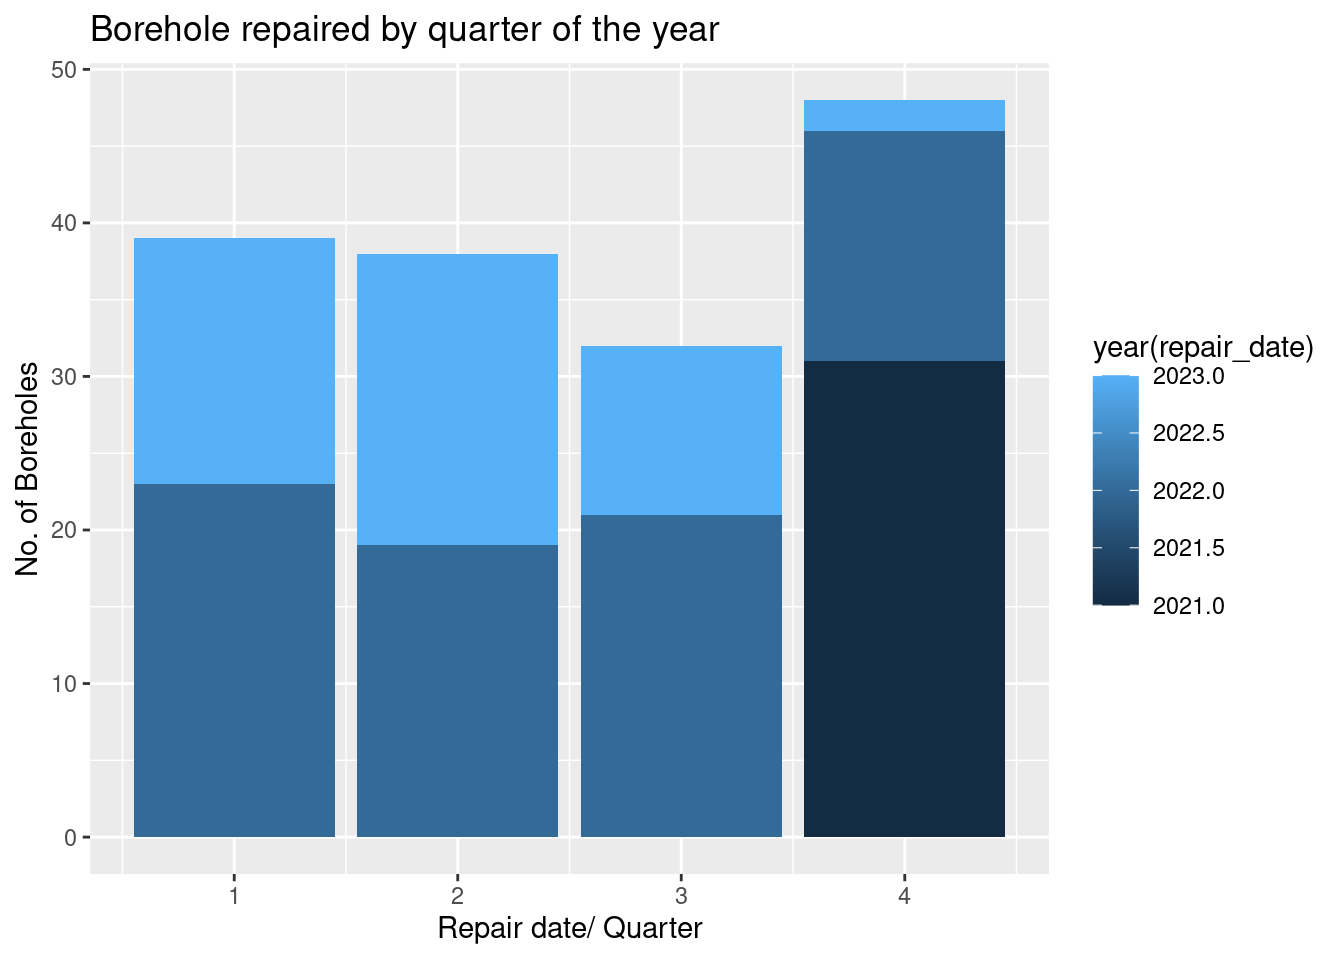 Borehole repaired by quarter of the year
50
40
30
20
10
0
No. of Boreholes
1 2 3 4
Repair date/ Quarter
year(repair_date)
2023.0
2022.5
2022.0
2021.5
2021.0